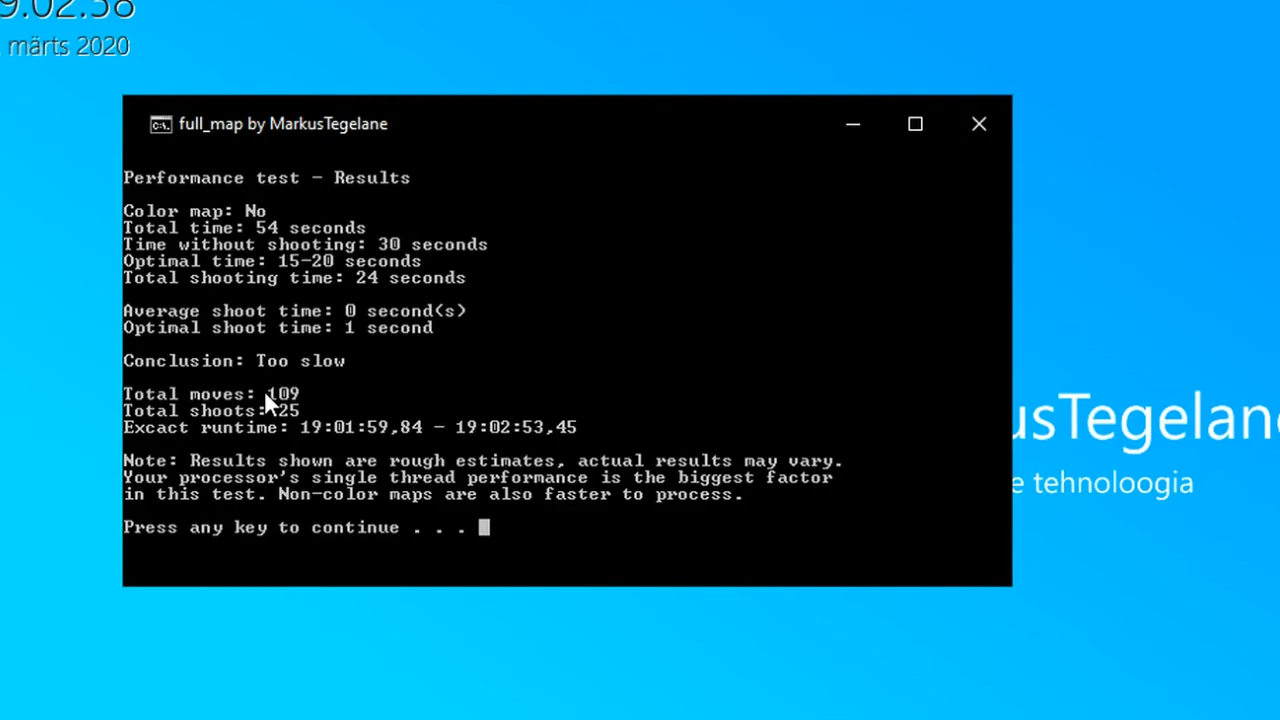 9:02:58
märts 2020
full_map by MarkusTegelane
Performance test - Results
Color map: No
Total time: 54 seconds
Time without shooting: 30 seconds
Optimal time: 15-20 seconds
Total shooting time: 24 seconds
Average shoot time: 0 second(s)
Optimal shoot time: 1 second
Conclusion: Too slow
Total moves: 109
Total shoots: 25
Excact runtime: 19:01:59,84 - 19:02:53,45
Note: Results shown are rough estimates, actual results may vary.
Your processor's single thread performance is the biggest factor
in this test. Non-color maps are also faster to process.
Press any key to continue . . .
usTegelane
e tehnoloogia